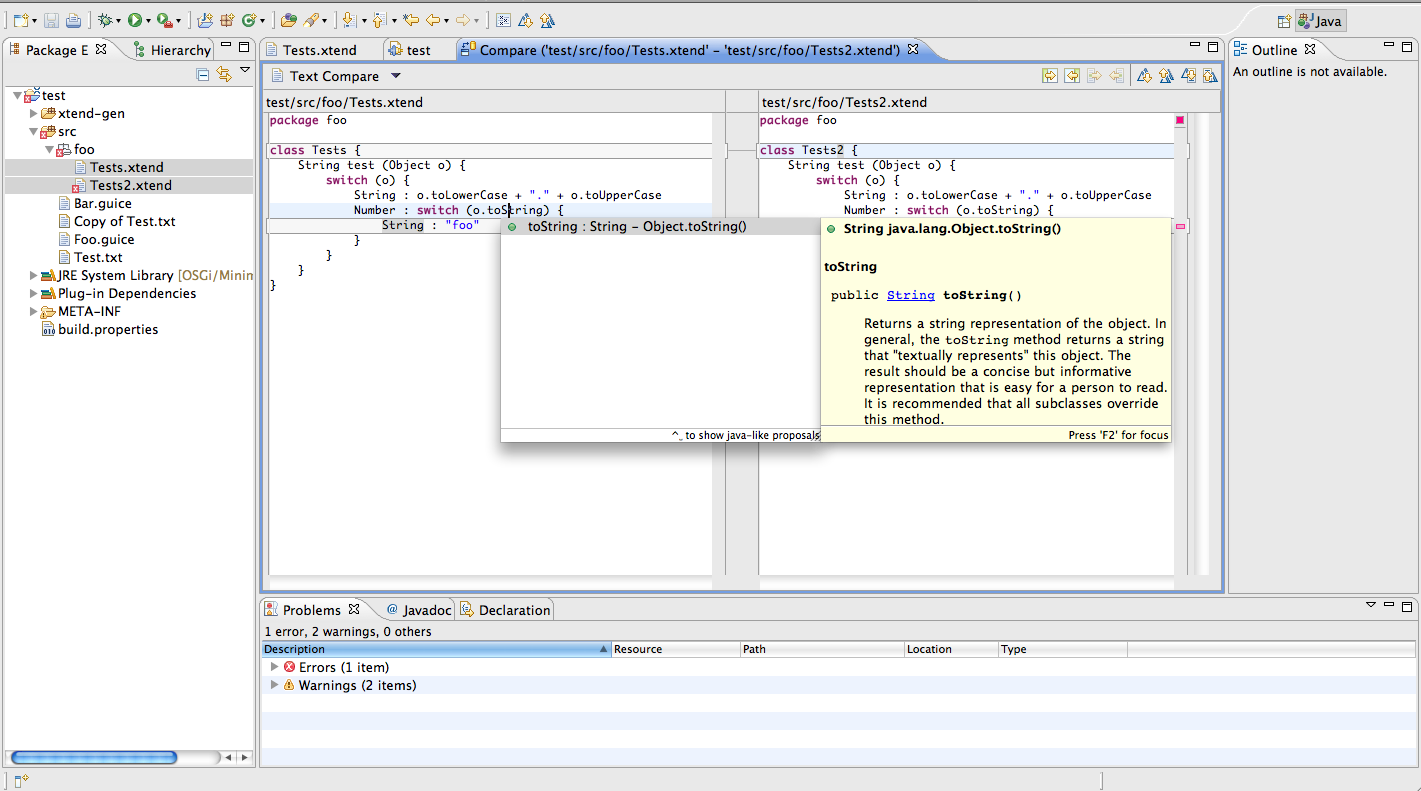 Java
Package E
Hierarchy
Tests.xtend
test
Compare ('test/src/foo/Tests.xtend' - 'test/src/foo/Tests2.xtend')
Outline
Text Compare
An outline is not available.
test
xtend-gen
src
foo
Tests.xtend
Tests2.xtend
Bar.guice
Copy of Test.txt
Foo.guice
Test.txt
JRE System Library [OSGi/Minim
Plug-in Dependencies
META-INF
build.properties
test/src/foo/Tests.xtend
package foo
class Tests {
String test (Object o) {
switch (o) {
String : o.toLowerCase + "." + o.toUpperCase
Number : switch (o.toString) {
String : "foo"
}
}
}
}
test/src/foo/Tests2.xtend
package foo
class Tests2 {
String test (Object o) {
switch (o) {
String : o.toLowerCase + "." + o.toUpperCase
Number : switch (o.toString) {
toString : String - Object.toString()
^ to show java-like proposals
String java.lang.Object.toString()
toString
public String toString()
Returns a string representation of the object. In
general, the toString method returns a string
that "textually represents" this object. The
result should be a concise but informative
representation that is easy for a person to read.
It is recommended that all subclasses override
this method.
Press 'F2' for focus
Problems
@ Javadoc
Declaration
1 error, 2 warnings, 0 others
Description
Resource
Path
Location
Type
Errors (1 item)
Warnings (2 items)